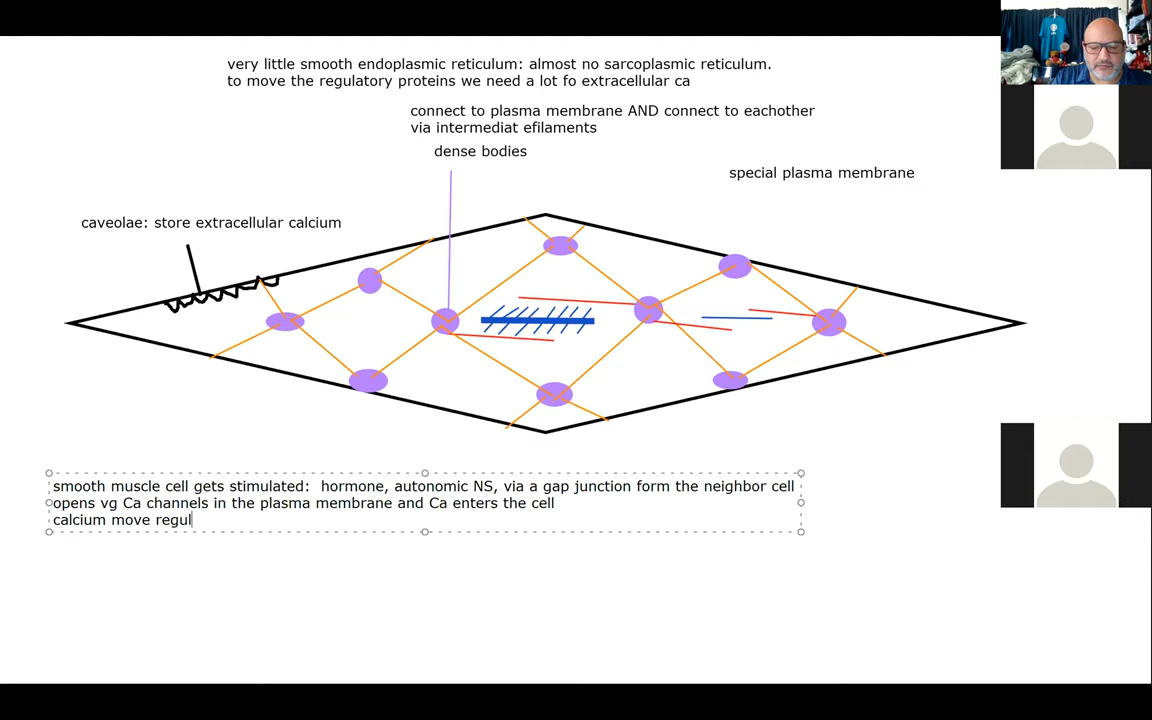 very little smooth endoplasmic reticulum: almost no sarcoplasmic reticulum.
to move the regulatory proteins we need a lot fo extracellular ca
connect to plasma membrane AND connect to eachother
via intermediat efilaments
dense bodies
special plasma membrane
caveolae: store extracellular calcium
smooth muscle cell gets stimulated:  hormone, autonomic NS, via a gap junction form the neighbor cell
opens vg Ca channels in the plasma membrane and Ca enters the cell
calcium move regul